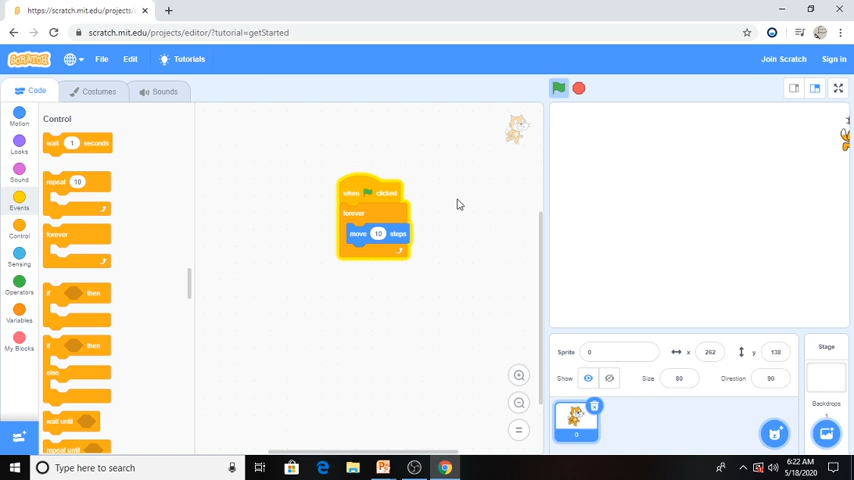 https://scratch.mit.edu/projects/
scratch.mit.edu/projects/editor/?tutorial=getStarted
SCRATCH File Edit Tutorials Join Scratch Sign in
Code Costumes Sounds
Motion
Looks
Sound
Events
Control
Sensing
Operators
Variables
My Blocks
Control
wait 1 seconds
repeat 10
forever
if then
if then
else
wait until
repeat until
when clicked
forever
move 10 steps
Sprite 0 x 262 y 138
Show Size 80 Direction 90
0
Stage
Backdrops
1
Type here to search
6:22 AM
5/18/2020